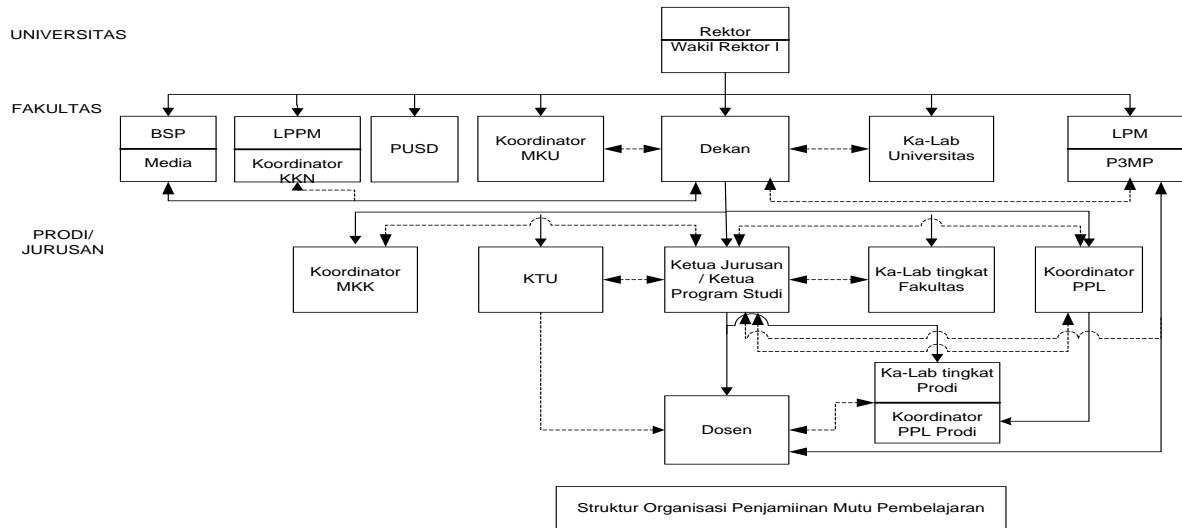 UNIVERSITAS
Rektor
Wakil Rektor I
FAKULTAS
BSP
Media
LPPM
Koordinator
KKN
PUSD
Koordinator
MKU
Dekan
Ka-Lab
Universitas
LPM
P3MP
PRODI/
JURUSAN
Koordinator
MKK
KTU
Ketua Jurusan
/ Ketua
Program Studi
Ka-Lab tingkat
Fakultas
Koordinator
PPL
Ka-Lab tingkat
Prodi
Koordinator
PPL Prodi
Dosen
Struktur Organisasi Penjamiinan Mutu Pembelajaran